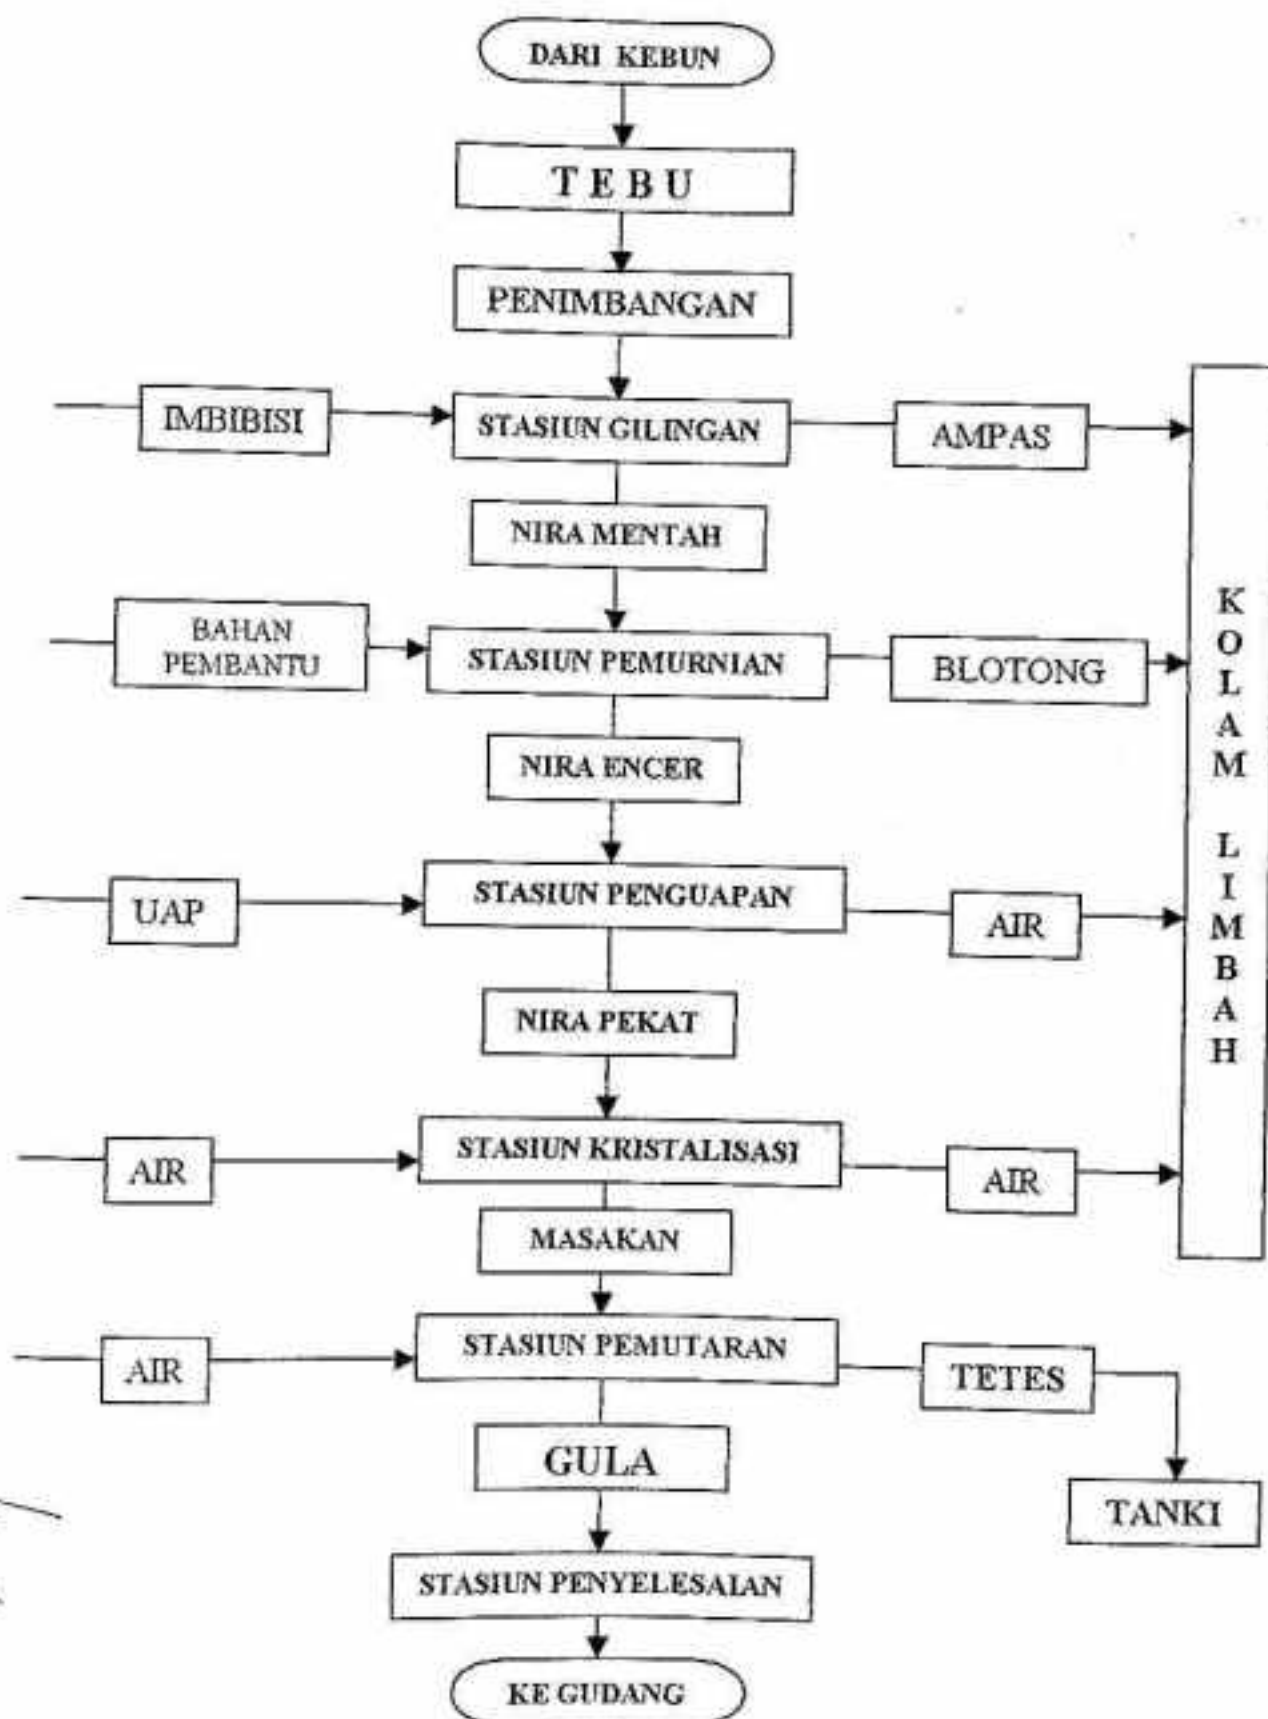 DARI KEBUN
T E B U
PENIMBANGAN
IMBIBISI
STASIUN GILINGAN
AMPAS
NIRA MENTAH
BAHAN
PEMBANTU
STASIUN PEMURNIAN
BLOTONG
NIRA ENCER
UAP
STASIUN PENGUAPAN
AIR
NIRA PEKAT
AIR
STASIUN KRISTALISASI
AIR
MASAKAN
AIR
STASIUN PEMUTARAN
TETES
GULA
TANKI
STASIUN PENYELESAIAN
KE GUDANG
KOLAM LIMBAH